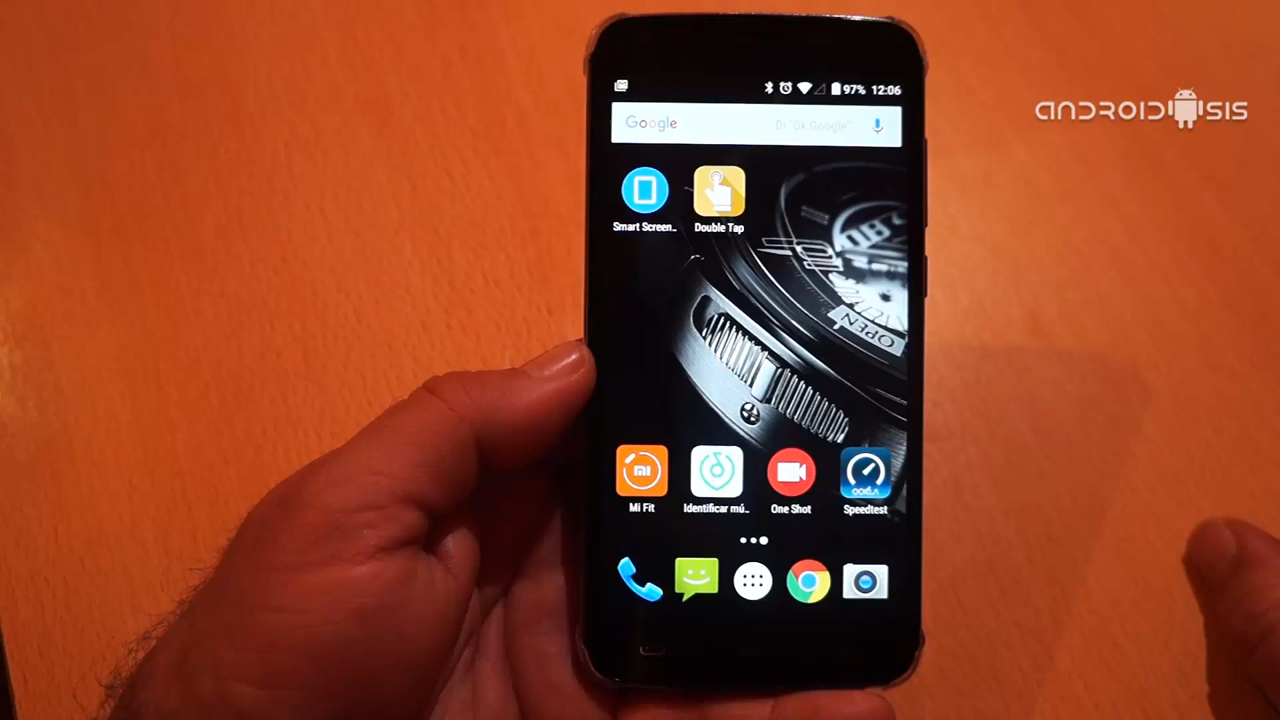 ANDROIDSIS
97% 12:06
Google Di "Ok Google"
Smart Screen.. Double Tap
OPEN
Mi Fit Identificar mú.. One Shot Speedtest